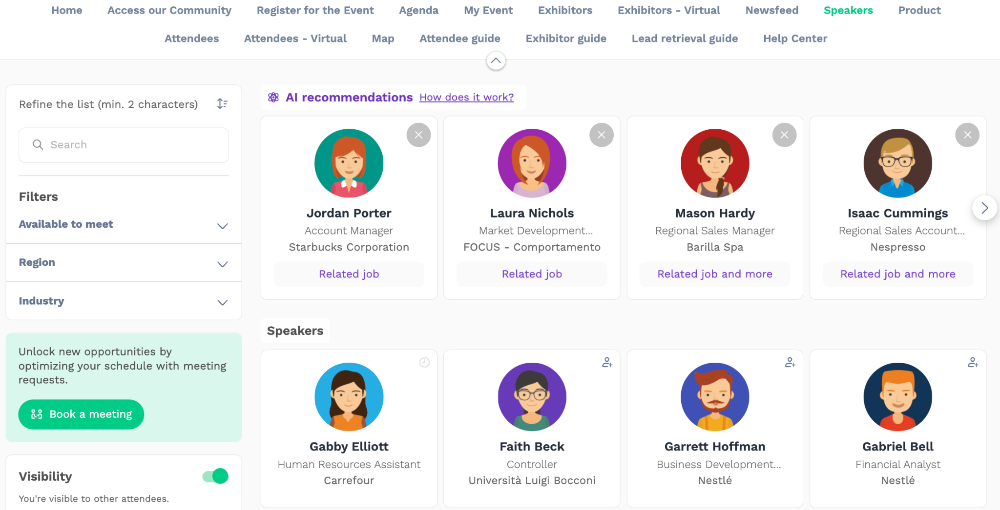 Home Access our Community Register for the Event Agenda My Event Exhibitors Exhibitors - Virtual Newsfeed Speakers Product
Attendees Attendees - Virtual Map Attendee guide Exhibitor guide Lead retrieval guide Help Center
Refine the list (min. 2 characters)
Search
Filters
Available to meet
Region
Industry
Unlock new opportunities by
optimizing your schedule with meeting
requests.
Book a meeting
Visibility
You're visible to other attendees.
AI recommendations How does it work?
Jordan Porter
Account Manager
Starbucks Corporation
Related job
Laura Nichols
Market Development...
FOCUS - Comportamento
Related job
Mason Hardy
Regional Sales Manager
Barilla Spa
Related job and more
Isaac Cummings
Regional Sales Account...
Nespresso
Related job and more
Speakers
Gabby Elliott
Human Resources Assistant
Carrefour
Faith Beck
Controller
Università Luigi Bocconi
Garrett Hoffman
Business Development...
Nestlé
Gabriel Bell
Financial Analyst
Nestlé